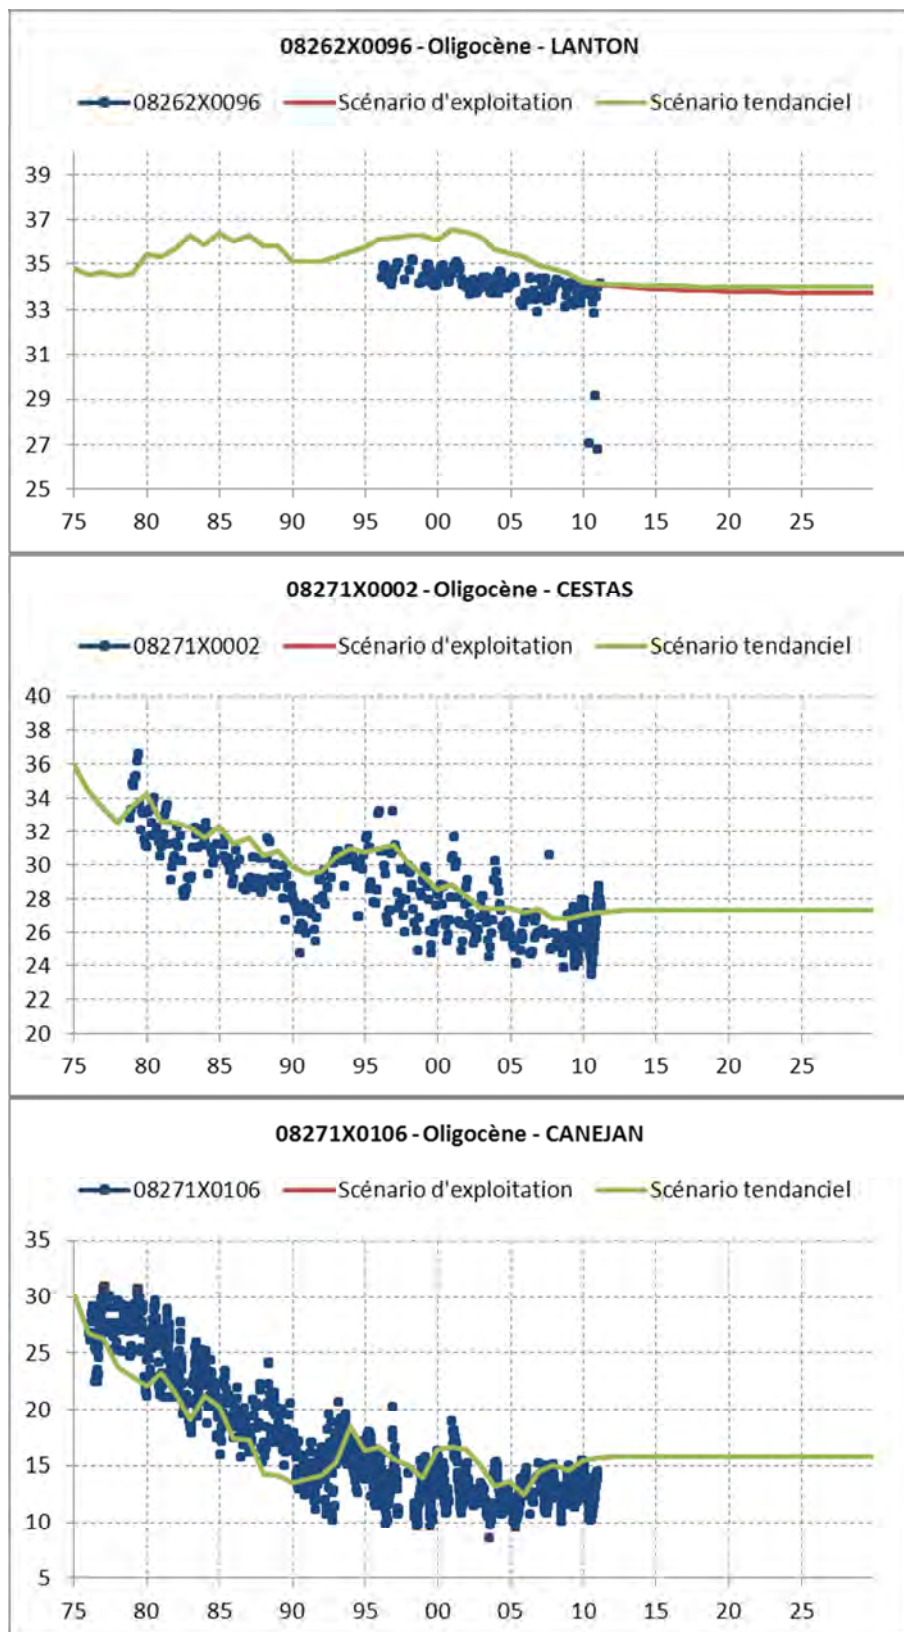 08262X0096 - Oligocène - LANTON
08262X0096 Scénario d'exploitation Scénario tendanciel
39
37
35
33
31
29
27
25
75 80 85 90 95 00 05 10 15 20 25
08271X0002 - Oligocène - CESTAS
08271X0002 Scénario d'exploitation Scénario tendanciel
40
38
36
34
32
30
28
26
24
22
20
75 80 85 90 95 00 05 10 15 20 25
08271X0106 - Oligocène - CANEJAN
08271X0106 Scénario d'exploitation Scénario tendanciel
35
30
25
20
15
10
5
75 80 85 90 95 00 05 10 15 20 25